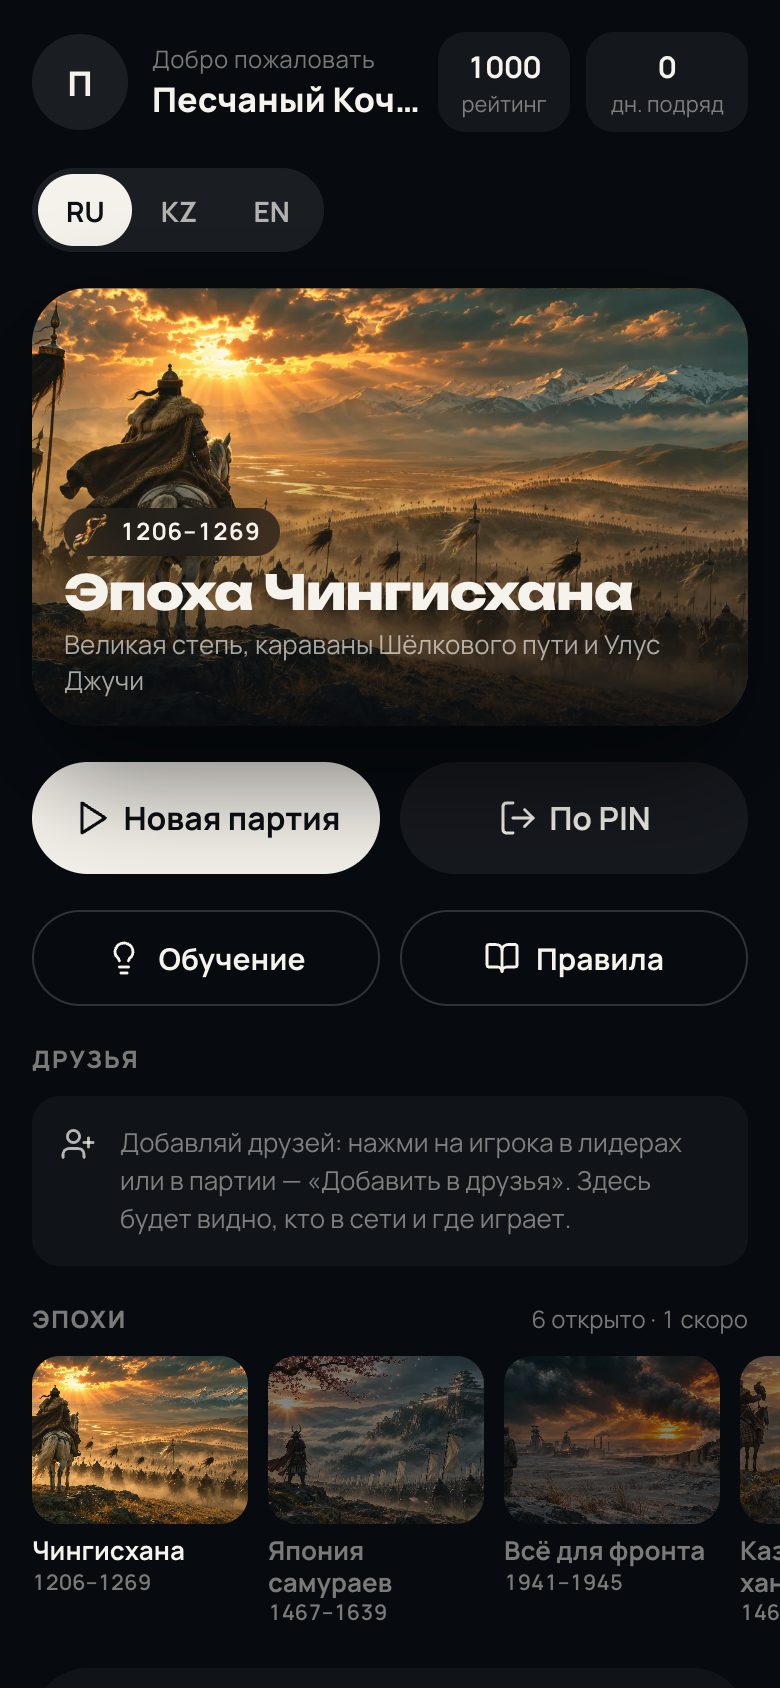 П
Добро пожаловать
Песчаный Коч...
1000
рейтинг
0
дн. подряд
RU
KZ
EN
1206–1269
Эпоха Чингисхана
Великая степь, караваны Шёлкового пути и Улус
Джучи
Новая партия
По PIN
Обучение
Правила
ДРУЗЬЯ
Добавляй друзей: нажми на игрока в лидерах
или в партии — «Добавить в друзья». Здесь
будет видно, кто в сети и где играет.
ЭПОХИ
6 открыто · 1 скоро
Чингисхана
1206–1269
Япония
самураев
1467–1639
Всё для фронта
1941–1945
Каз
хан
146